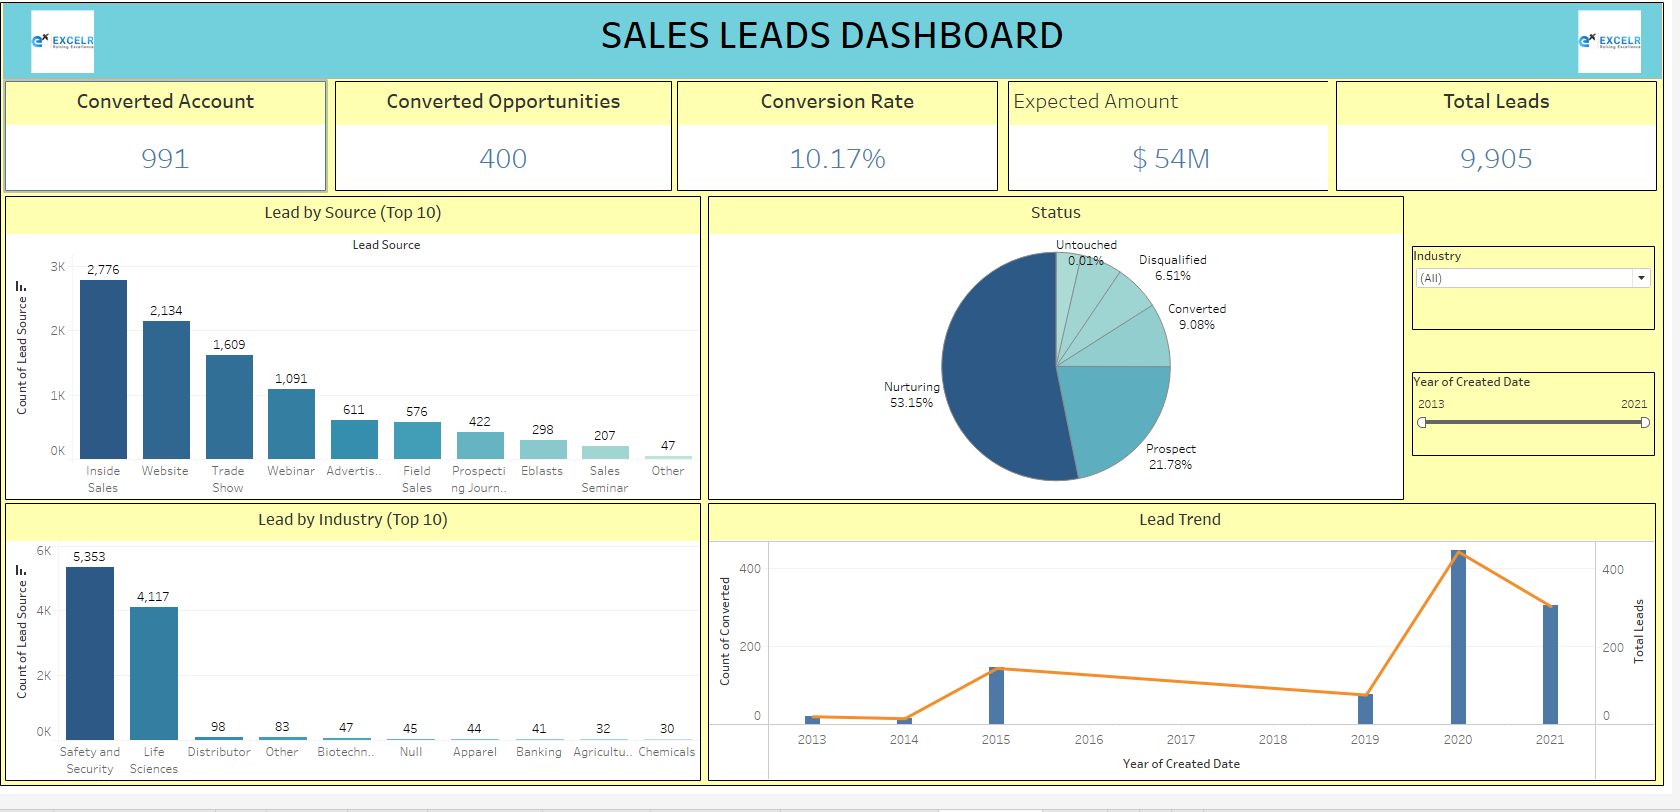 EXCELR
Raising Excellence
SALES LEADS DASHBOARD
EXCELR
Raising Excellence
Converted Account
991
Converted Opportunities
400
Conversion Rate
10.17%
Expected Amount
$ 54M
Total Leads
9,905
Lead by Source (Top 10)
Lead Source
Count of Lead Source
3K
2K
1K
0K
2,776
2,134
1,609
1,091
611
576
422
298
207
47
Inside
Sales
Website
Trade
Show
Webinar
Advertis..
Field
Sales
Prospecti
ng Journ..
Eblasts
Sales
Seminar
Other
Status
Untouched
0.01%
Disqualified
6.51%
Converted
9.08%
Nurturing
53.15%
Prospect
21.78%
Industry
(All)
Year of Created Date
2013 2021
Lead by Industry (Top 10)
Count of Lead Source
6K
4K
2K
0K
5,353
4,117
98
83
47
45
44
41
32
30
Safety and
Security
Life
Sciences
Distributor
Other
Biotechn..
Null
Apparel
Banking
Agricultu..
Chemicals
Lead Trend
Count of Converted
400
200
0
400
200
0
Total Leads
2013 2014 2015 2016 2017 2018 2019 2020 2021
Year of Created Date